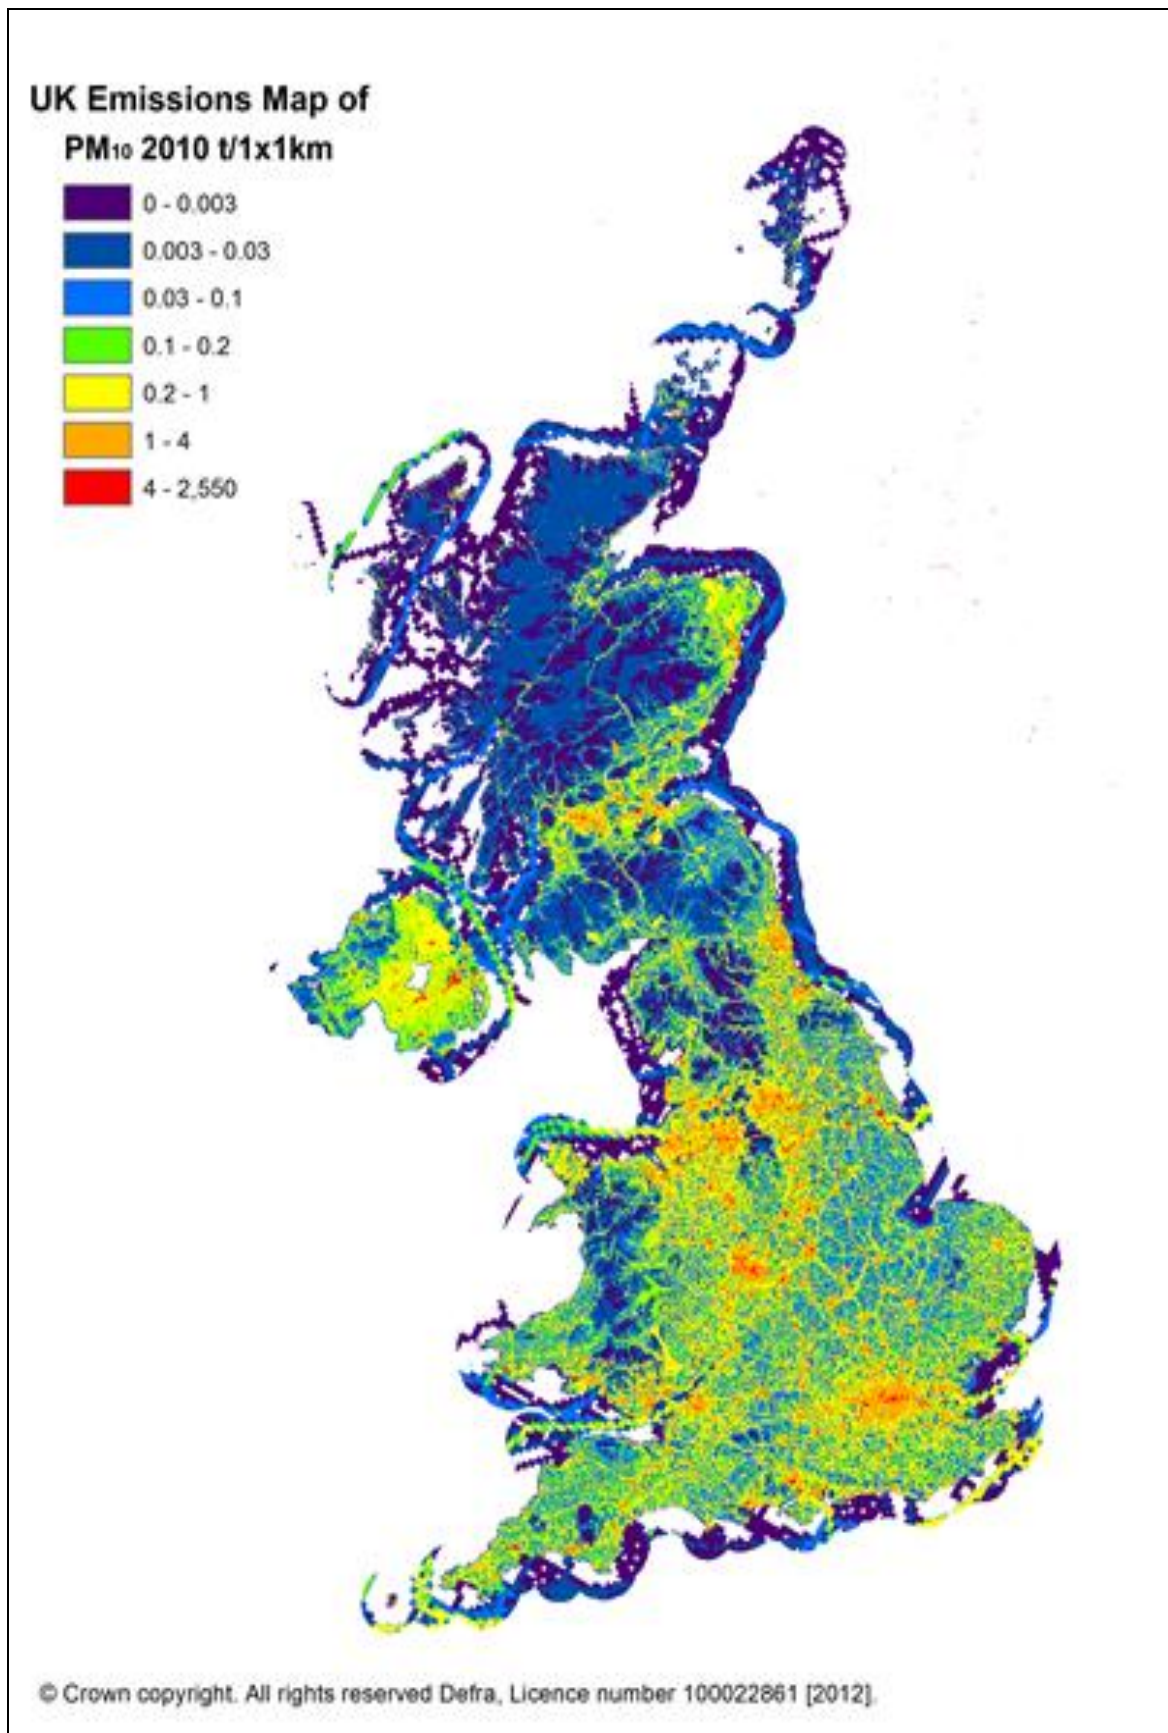 UK Emissions Map of
PM₁₀ 2010 t/1x1km
0 - 0.003
0.003 - 0.03
0.03 - 0.1
0.1 - 0.2
0.2 - 1
1 - 4
4 - 2,550
© Crown copyright. All rights reserved Defra, Licence number 100022861 [2012].